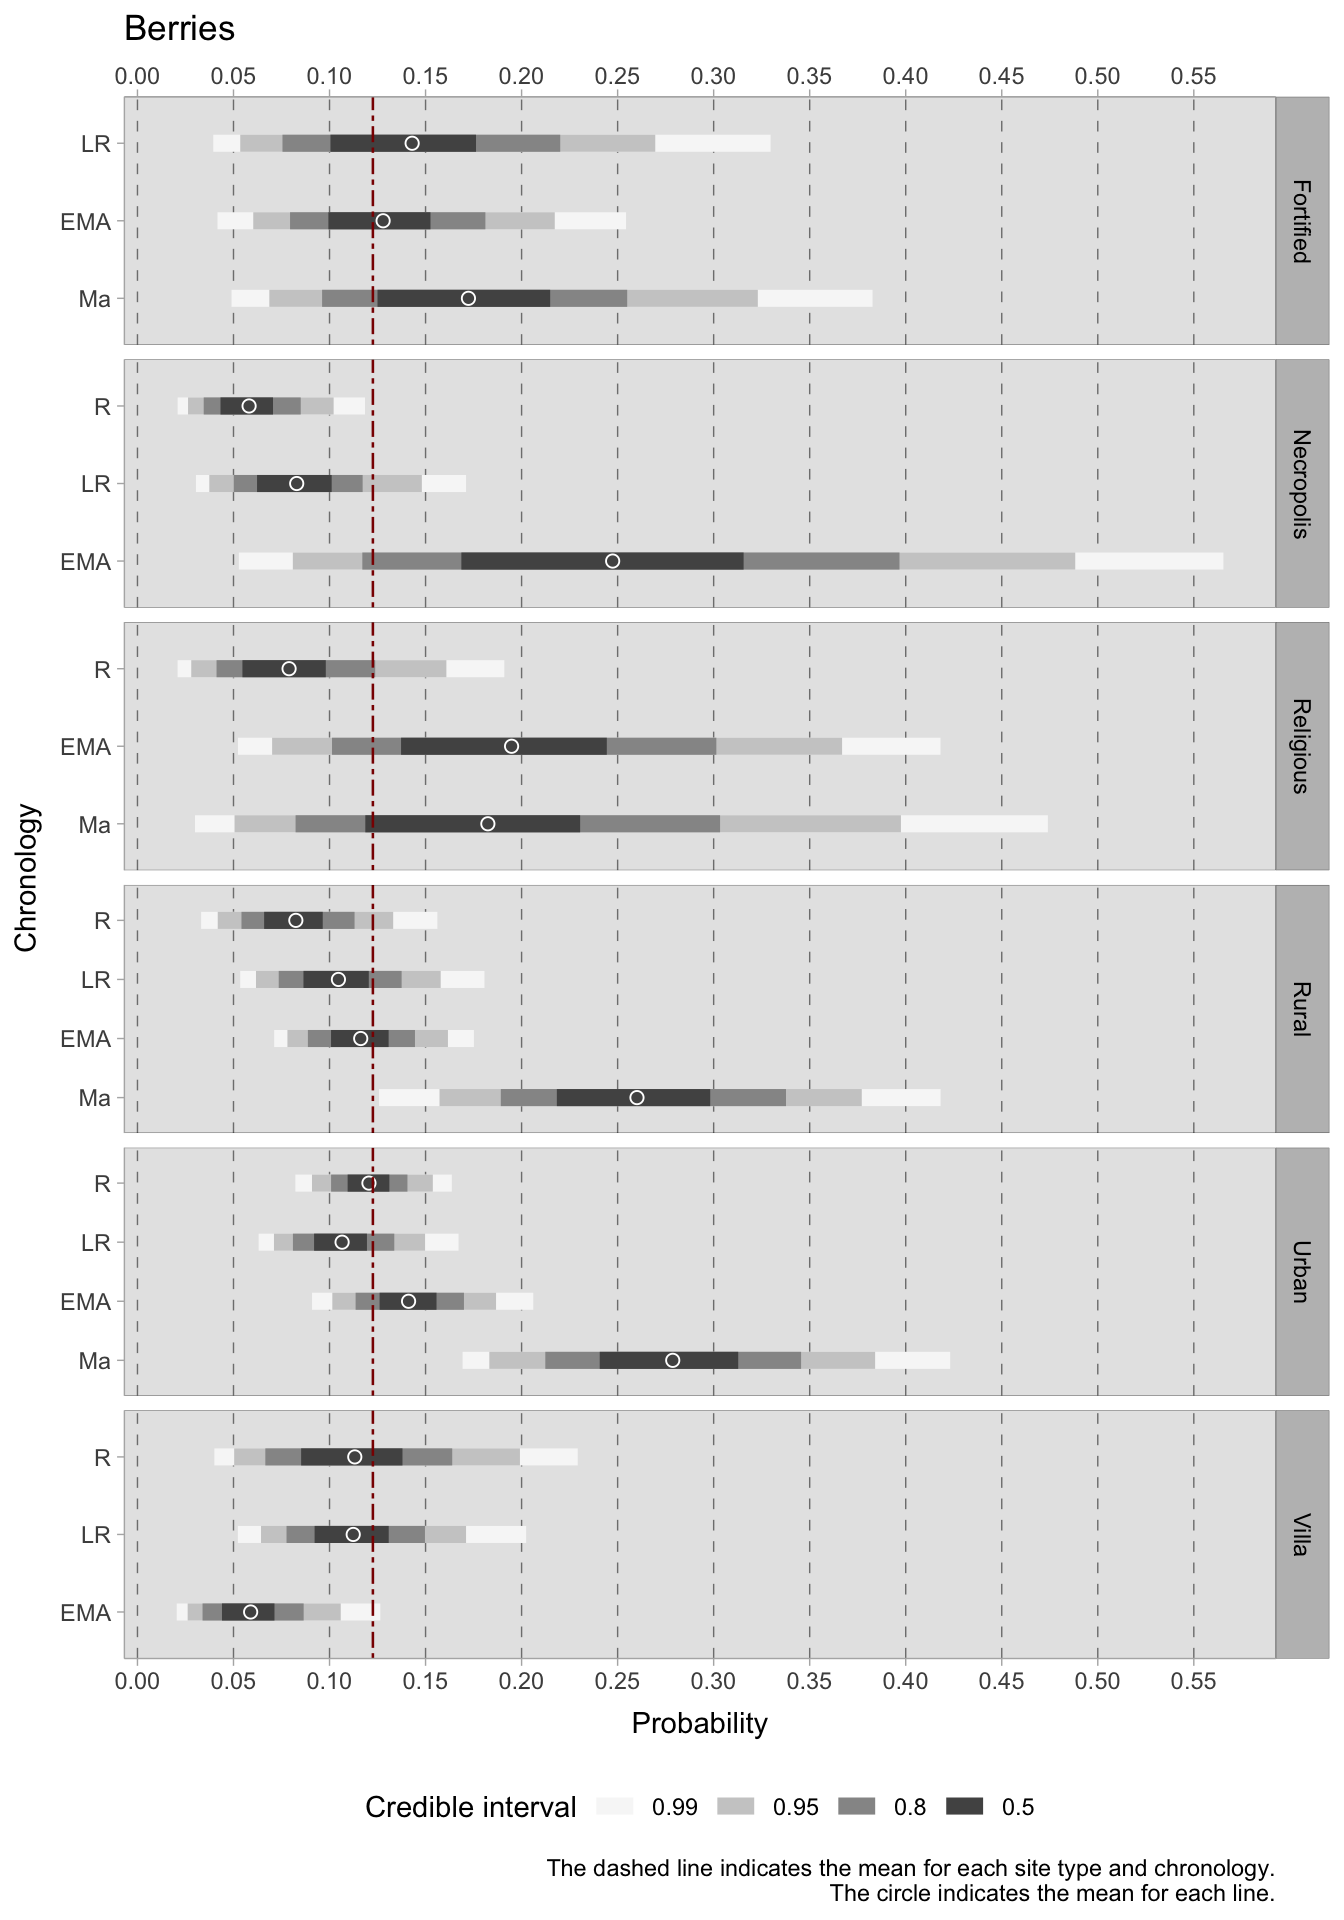 Berries
0.00 0.05 0.10 0.15 0.20 0.25 0.30 0.35 0.40 0.45 0.50 0.55
LR
EMA
Ma
Fortified
R
LR
EMA
Necropolis
R
EMA
Ma
Religious
Chronology
R
LR
EMA
Ma
Rural
R
LR
EMA
Ma
Urban
R
LR
EMA
Villa
0.00 0.05 0.10 0.15 0.20 0.25 0.30 0.35 0.40 0.45 0.50 0.55
Probability
Credible interval 0.99 0.95 0.8 0.5
The dashed line indicates the mean for each site type and chronology.
The circle indicates the mean for each line.